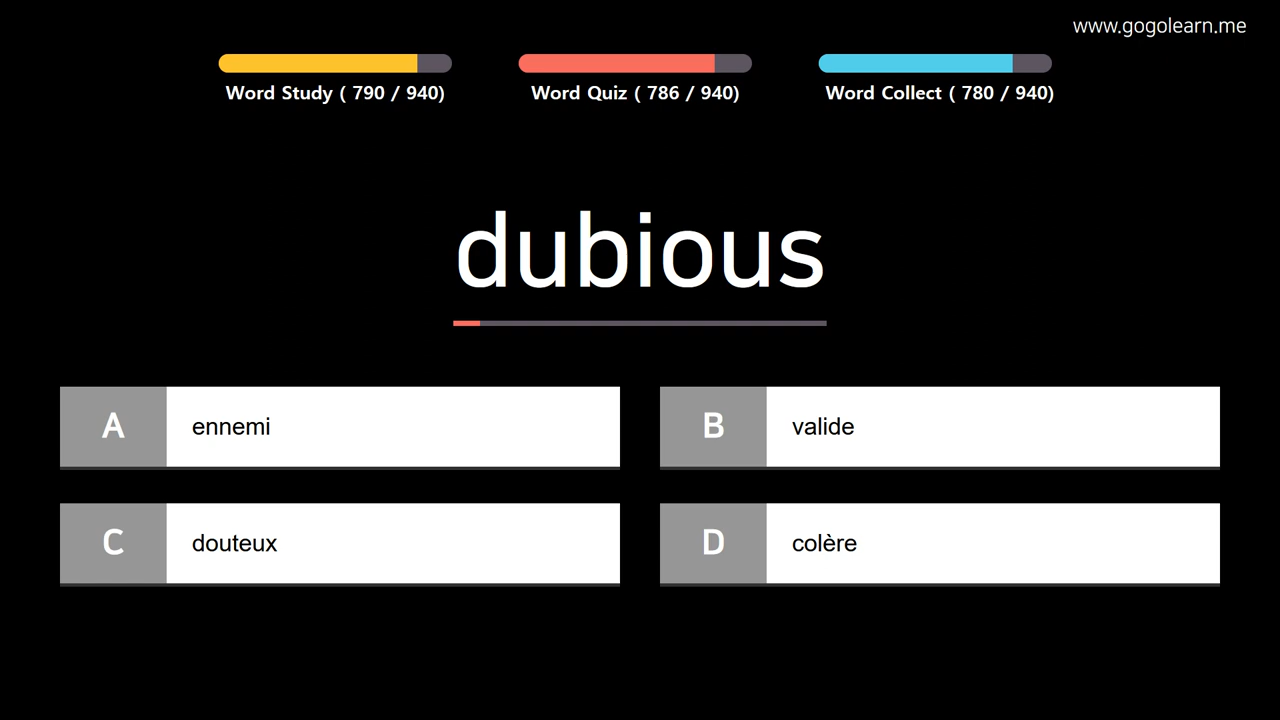 www.gogolearn.me
Word Study ( 790 / 940)
Word Quiz ( 786 / 940)
Word Collect ( 780 / 940)
dubious
A ennemi
B valide
C douteux
D colère